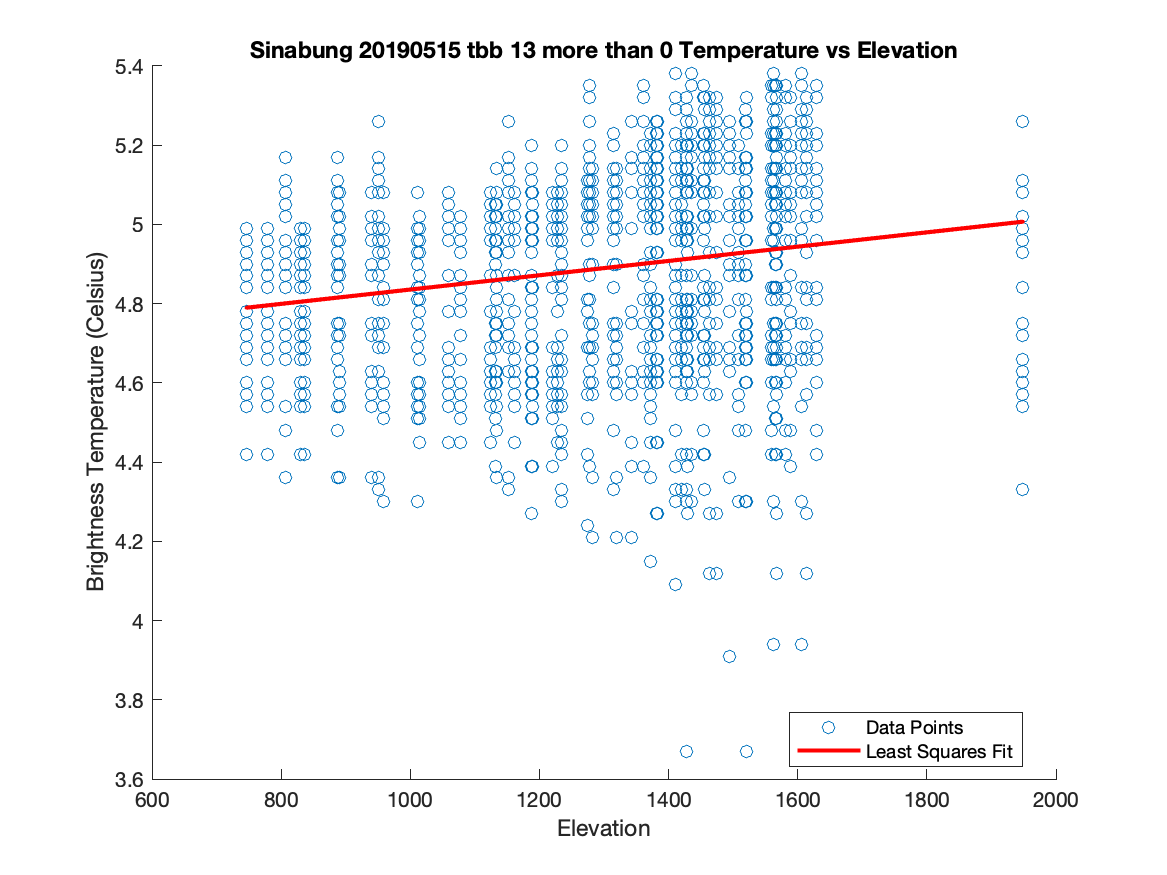 Sinabung 20190515 tbb 13 more than 0 Temperature vs Elevation
5.4
5.2
5
4.8
4.6
4.4
4.2
4
3.8
3.6
Brightness Temperature (Celsius)
Data Points
Least Squares Fit
600 800 1000 1200 1400 1600 1800 2000
Elevation